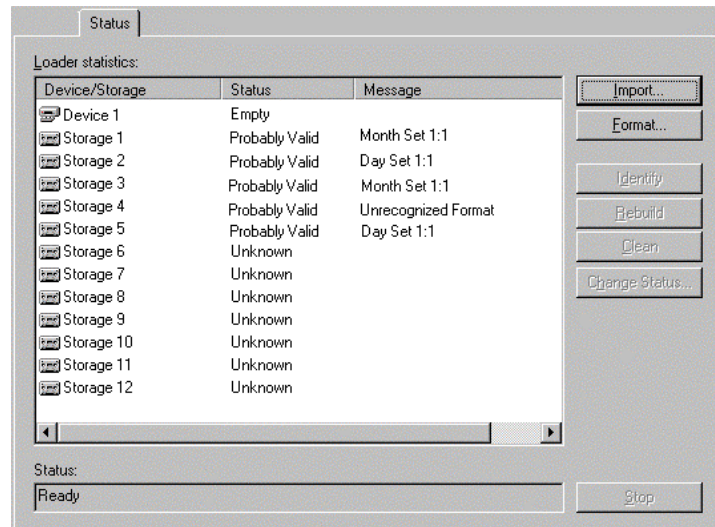 Status
Loader statistics:
Device/Storage Status Message
Device 1 Empty
Storage 1 Probably Valid Month Set 1:1
Storage 2 Probably Valid Day Set 1:1
Storage 3 Probably Valid Month Set 1:1
Storage 4 Probably Valid Unrecognized Format
Storage 5 Probably Valid Day Set 1:1
Storage 6 Unknown
Storage 7 Unknown
Storage 8 Unknown
Storage 9 Unknown
Storage 10 Unknown
Storage 11 Unknown
Storage 12 Unknown
Import...
Format...
Identify
Rebuild
Clean
Change Status...
Status:
Ready
Stop